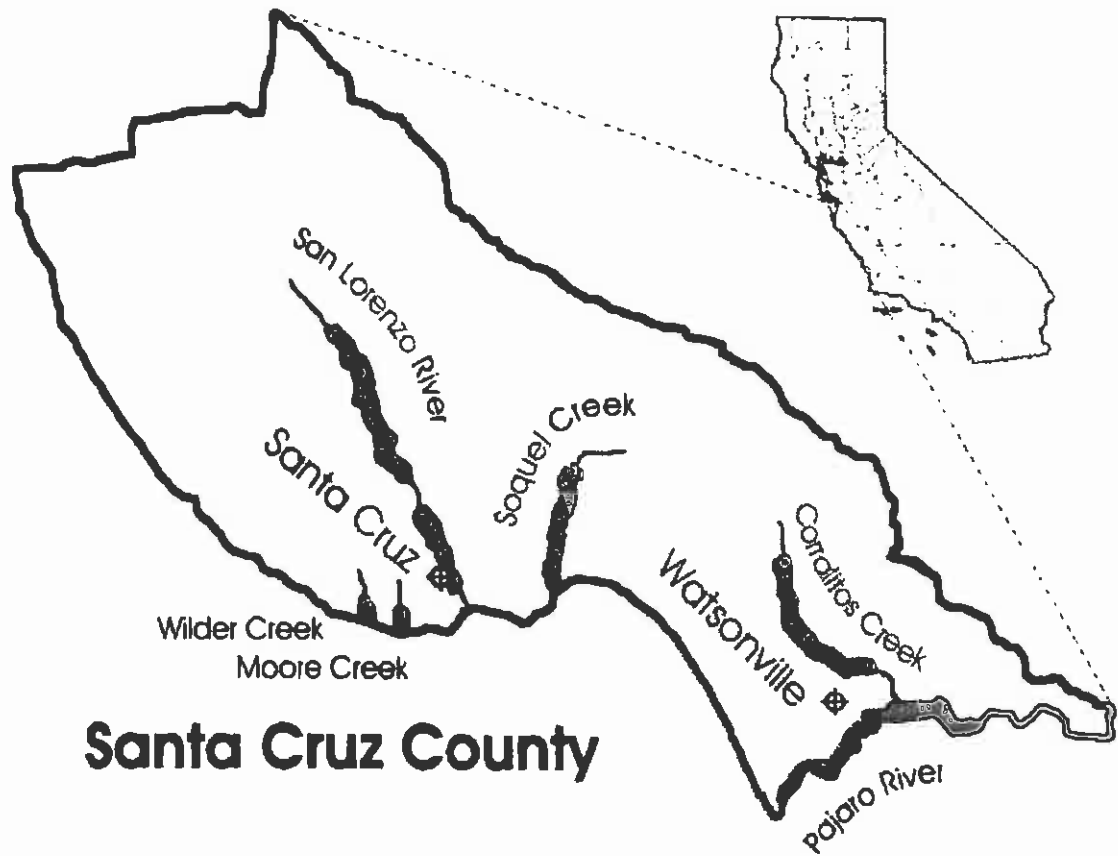 San Lorenzo River
Santa Cruz
Soquel Creek
Corralitos Creek
Watsonville
Wilder Creek
Moore Creek
Santa Cruz County
Pajaro River